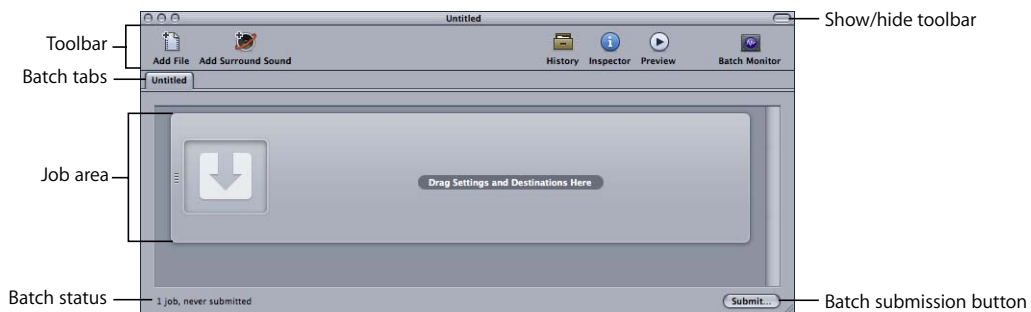 Untitled
Show/hide toolbar
Toolbar
Add File Add Surround Sound History Inspector Preview Batch Monitor
Batch tabs
Untitled
Job area
Drag Settings and Destinations Here
Batch status
1 job, never submitted
Submit...
Batch submission button